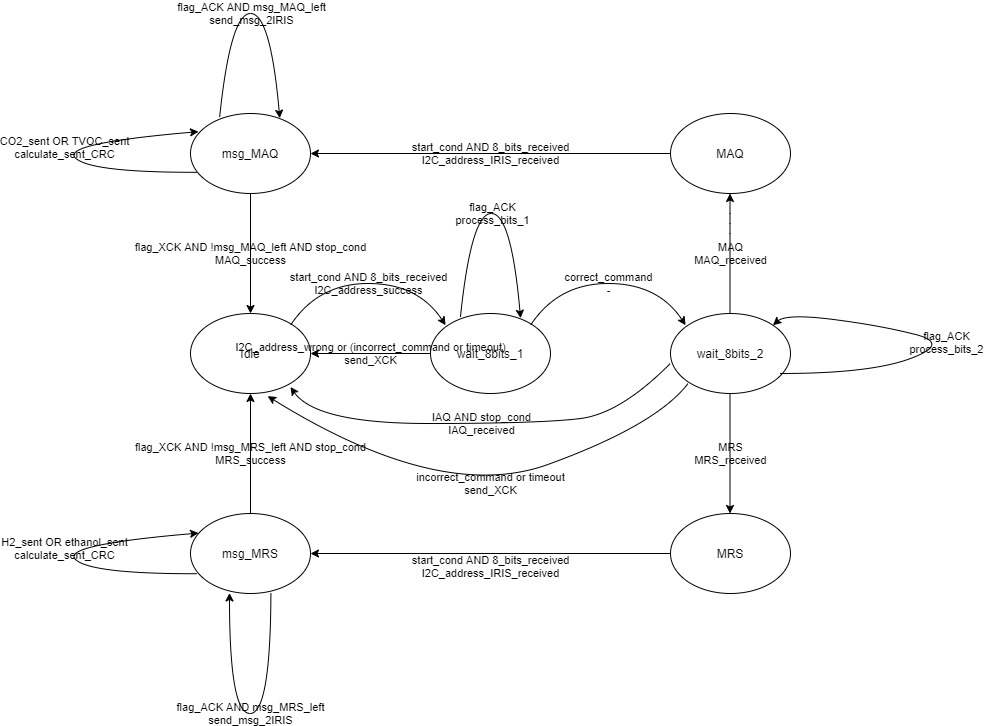 flag_ACK AND msg_MAQ_left
send_msg_2IRIS
CO2_sent OR TVOC_sent
calculate_sent_CRC
msg_MAQ
start_cond AND 8_bits_received
I2C_address_IRIS_received
MAQ
flag_ACK
process_bits_1
flag_XCK AND !msg_MAQ_left AND stop_cond
MAQ_success
MAQ
MAQ_received
start_cond AND 8_bits_received
I2C_address_success
correct_command
-
Idle
I2C_address_wrong or (incorrect_command or timeout)
send_XCK
wait_8bits_1
wait_8bits_2
flag_ACK
process_bits_2
IAQ AND stop_cond
IAQ_received
flag_XCK AND !msg_MRS_left AND stop_cond
MRS_success
MRS
MRS_received
incorrect_command or timeout
send_XCK
H2_sent OR ethanol_sent
calculate_sent_CRC
msg_MRS
start_cond AND 8_bits_received
I2C_address_IRIS_received
MRS
flag_ACK AND msg_MRS_left
send_msg_2IRIS